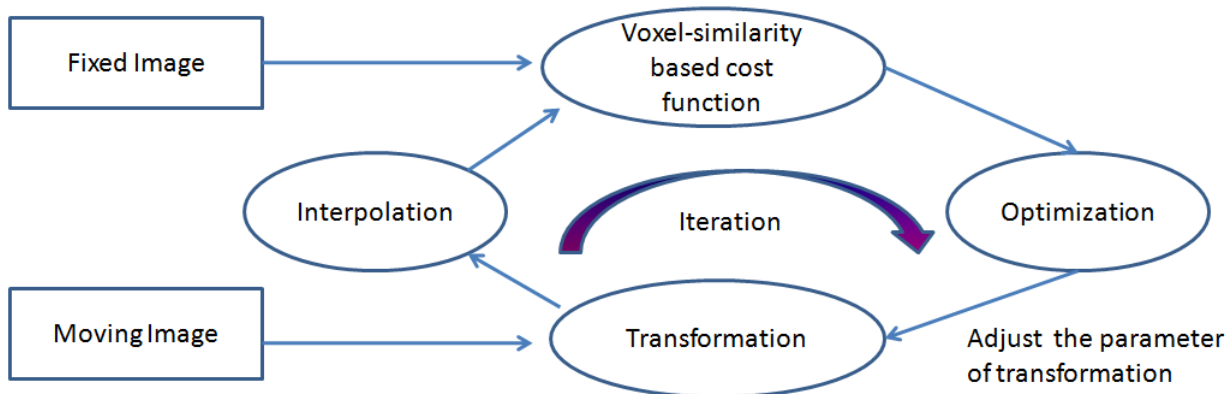 Fixed Image
Voxel-similarity
based cost
function
Interpolation
Iteration
Optimization
Moving Image
Transformation
Adjust the parameter
of transformation